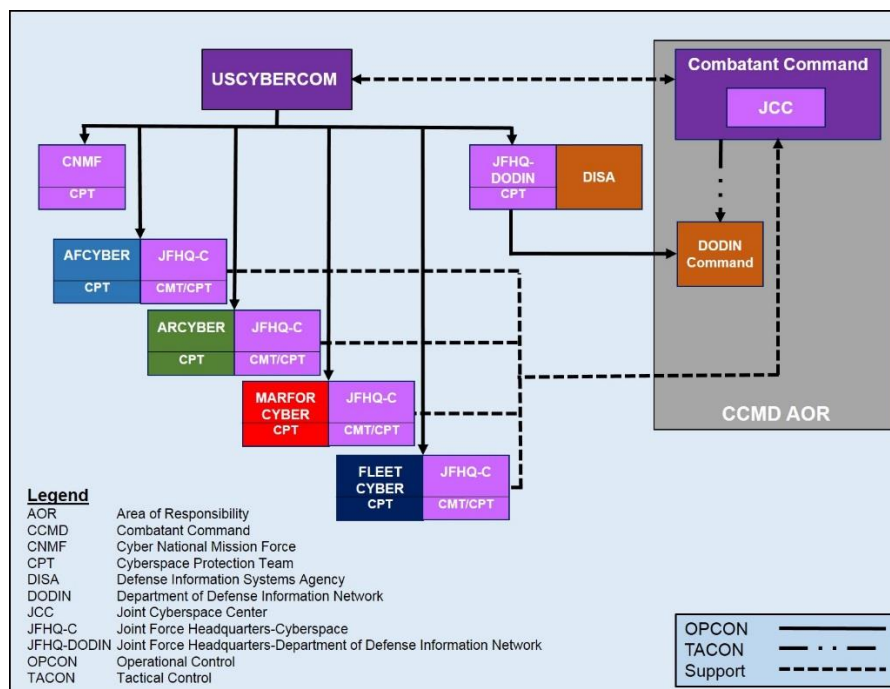 USCYBERCOM
Combatant Command
JCC
CNMF
CPT
JFHQ-
DODIN
CPT
DISA
DODIN
Command
AFCYBER
CPT
JFHQ-C
CMT/CPT
ARCYBER
CPT
JFHQ-C
CMT/CPT
MARFOR
CYBER
CPT
JFHQ-C
CMT/CPT
FLEET
CYBER
CPT
JFHQ-C
CMT/CPT
CCMD AOR
Legend
AOR Area of Responsibility
CCMD Combatant Command
CNMF Cyber National Mission Force
CPT Cyberspace Protection Team
DISA Defense Information Systems Agency
DODIN Department of Defense Information Network
JCC Joint Cyberspace Center
JFHQ-C Joint Force Headquarters-Cyberspace
JFHQ-DODIN Joint Force Headquarters-Department of Defense Information Network
OPCON Operational Control
TACON Tactical Control
OPCON
TACON
Support